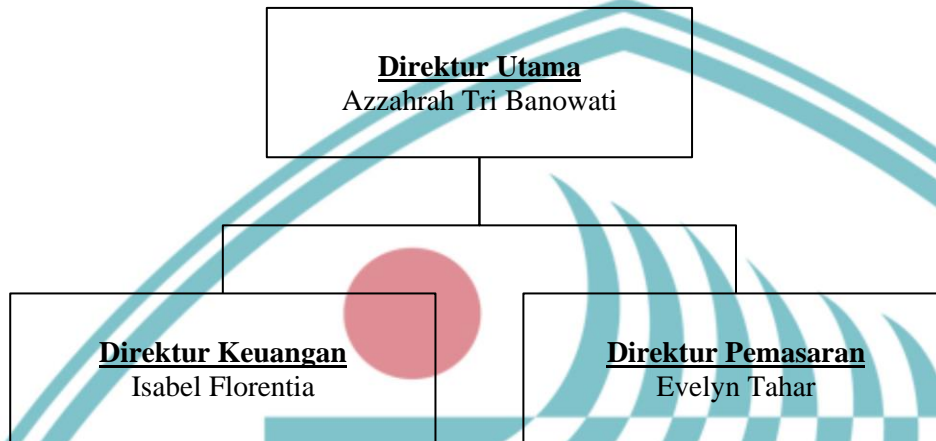 Direktur Utama
Azzahrah Tri Banowati
Direktur Keuangan
Isabel Florentia
Direktur Pemasaran
Evelyn Tahar